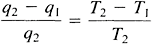 (q₂ − q₁)/q₂ = (T₂ − T₁)/T₂